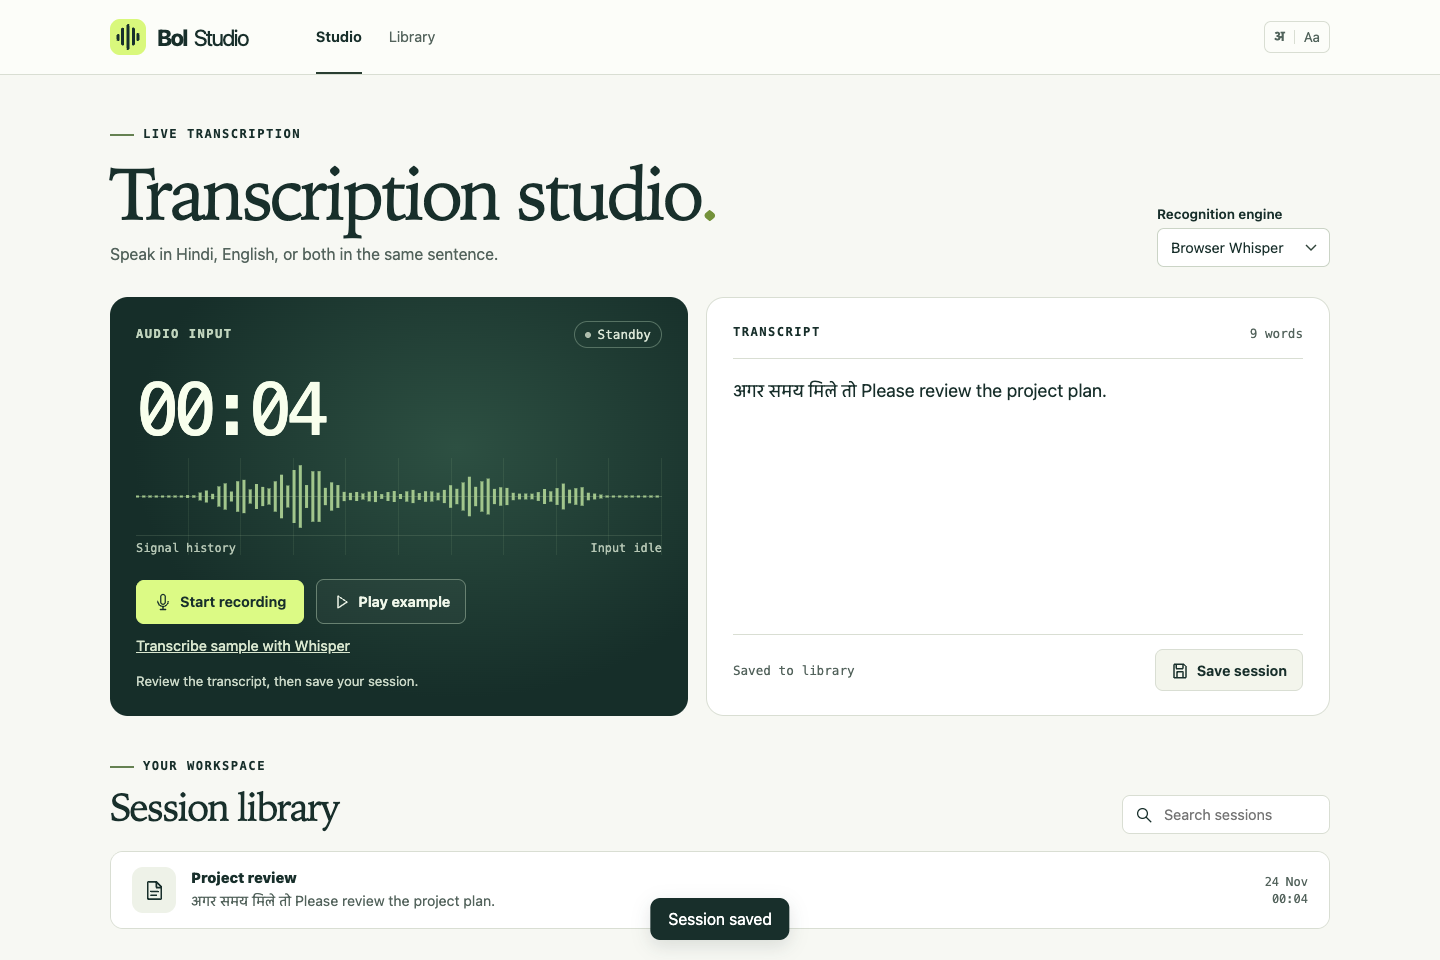 Bol Studio
Studio
Library
अ
Aa
LIVE TRANSCRIPTION
Transcription studio.
Speak in Hindi, English, or both in the same sentence.
Recognition engine
Browser Whisper
AUDIO INPUT
Standby
00:04
Signal history
Input idle
Start recording
Play example
Transcribe sample with Whisper
Review the transcript, then save your session.
TRANSCRIPT
9 words
अगर समय मिले तो Please review the project plan.
Saved to library
Save session
YOUR WORKSPACE
Session library
Search sessions
Project review
अगर समय मिले तो Please review the project plan.
24 Nov
00:04
Session saved